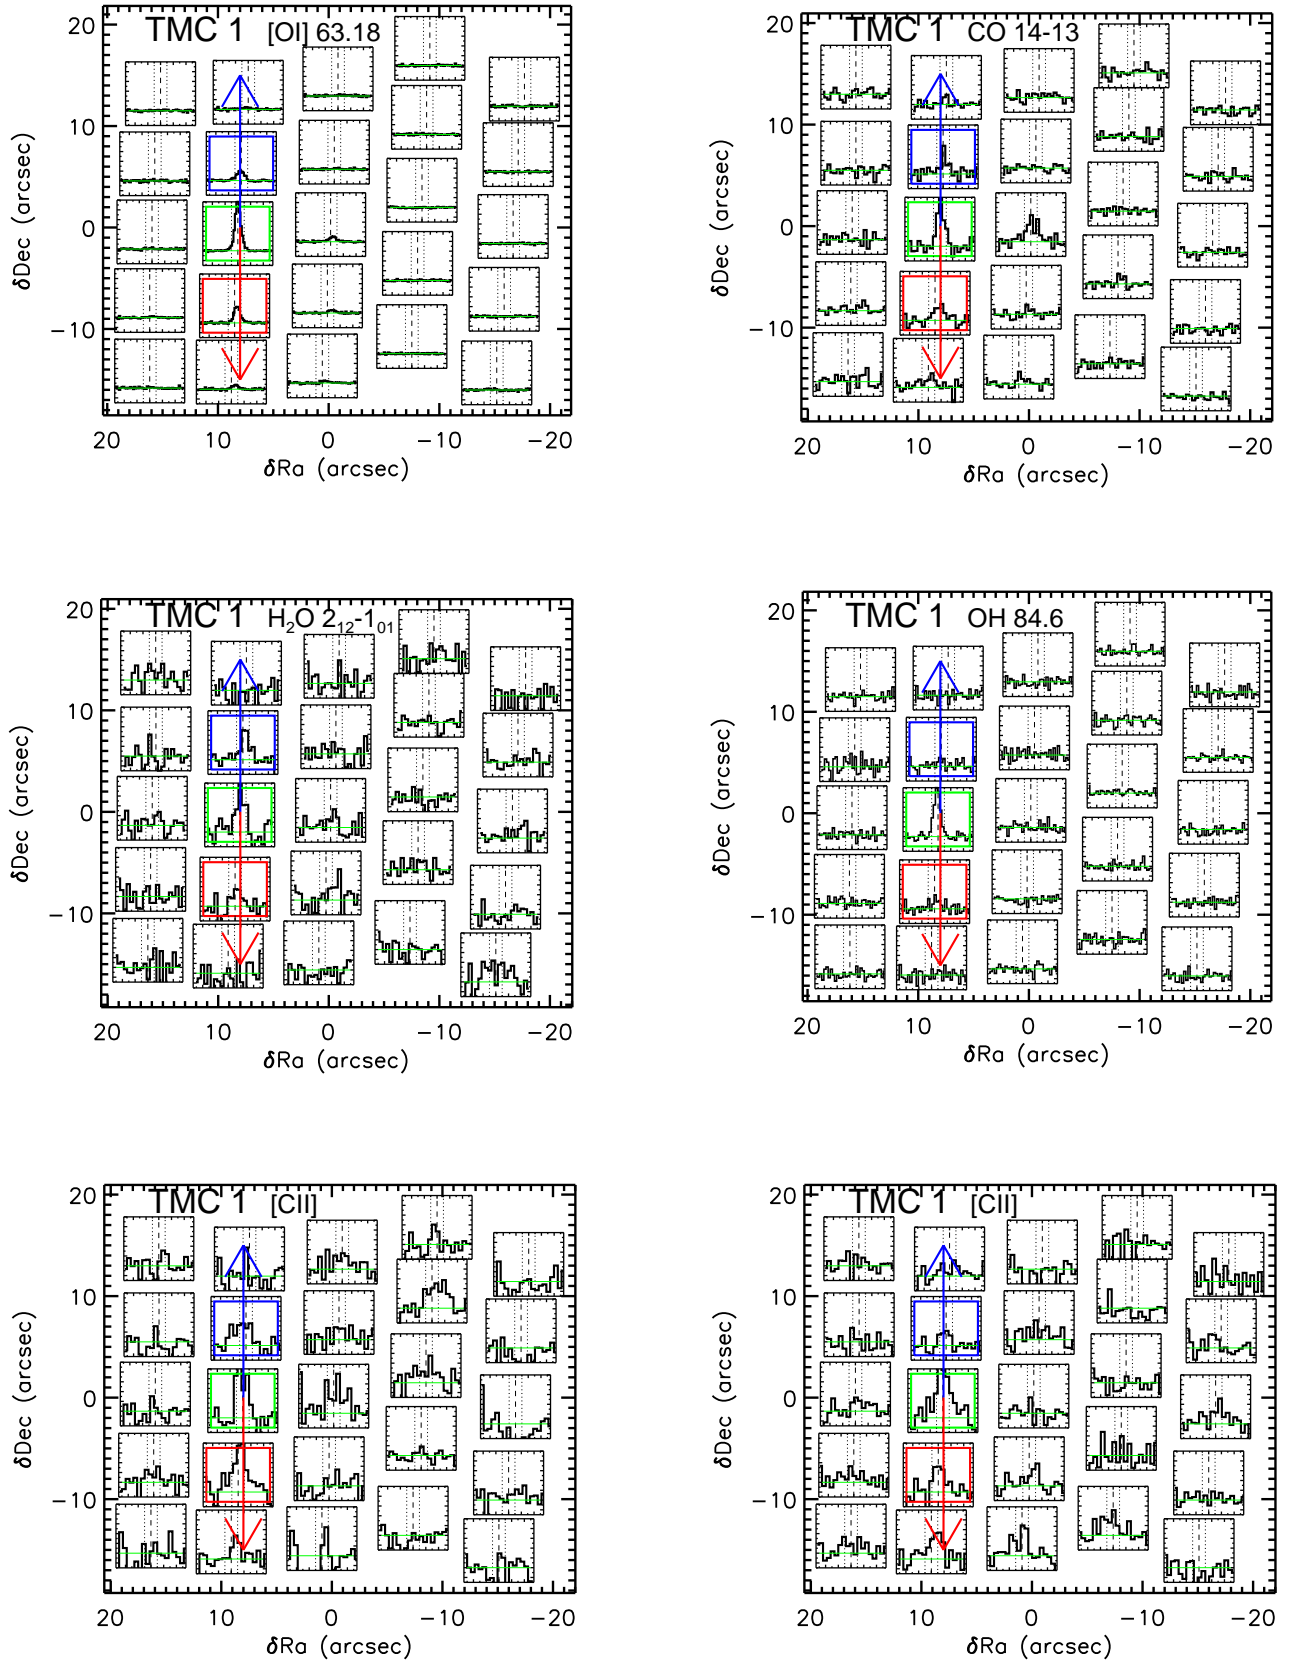 TMC 1 [OI] 63.18
20
10
0
−10
δDec (arcsec)
20 10 0 −10 −20
δRa (arcsec)
TMC 1 CO 14-13
20
10
0
−10
δDec (arcsec)
20 10 0 −10 −20
δRa (arcsec)
TMC 1 H₂O 2₁₂-1₀₁
20
10
0
−10
δDec (arcsec)
20 10 0 −10 −20
δRa (arcsec)
TMC 1 OH 84.6
20
10
0
−10
δDec (arcsec)
20 10 0 −10 −20
δRa (arcsec)
TMC 1 [CII]
20
10
0
−10
δDec (arcsec)
20 10 0 −10 −20
δRa (arcsec)
TMC 1 [CII]
20
10
0
−10
δDec (arcsec)
20 10 0 −10 −20
δRa (arcsec)